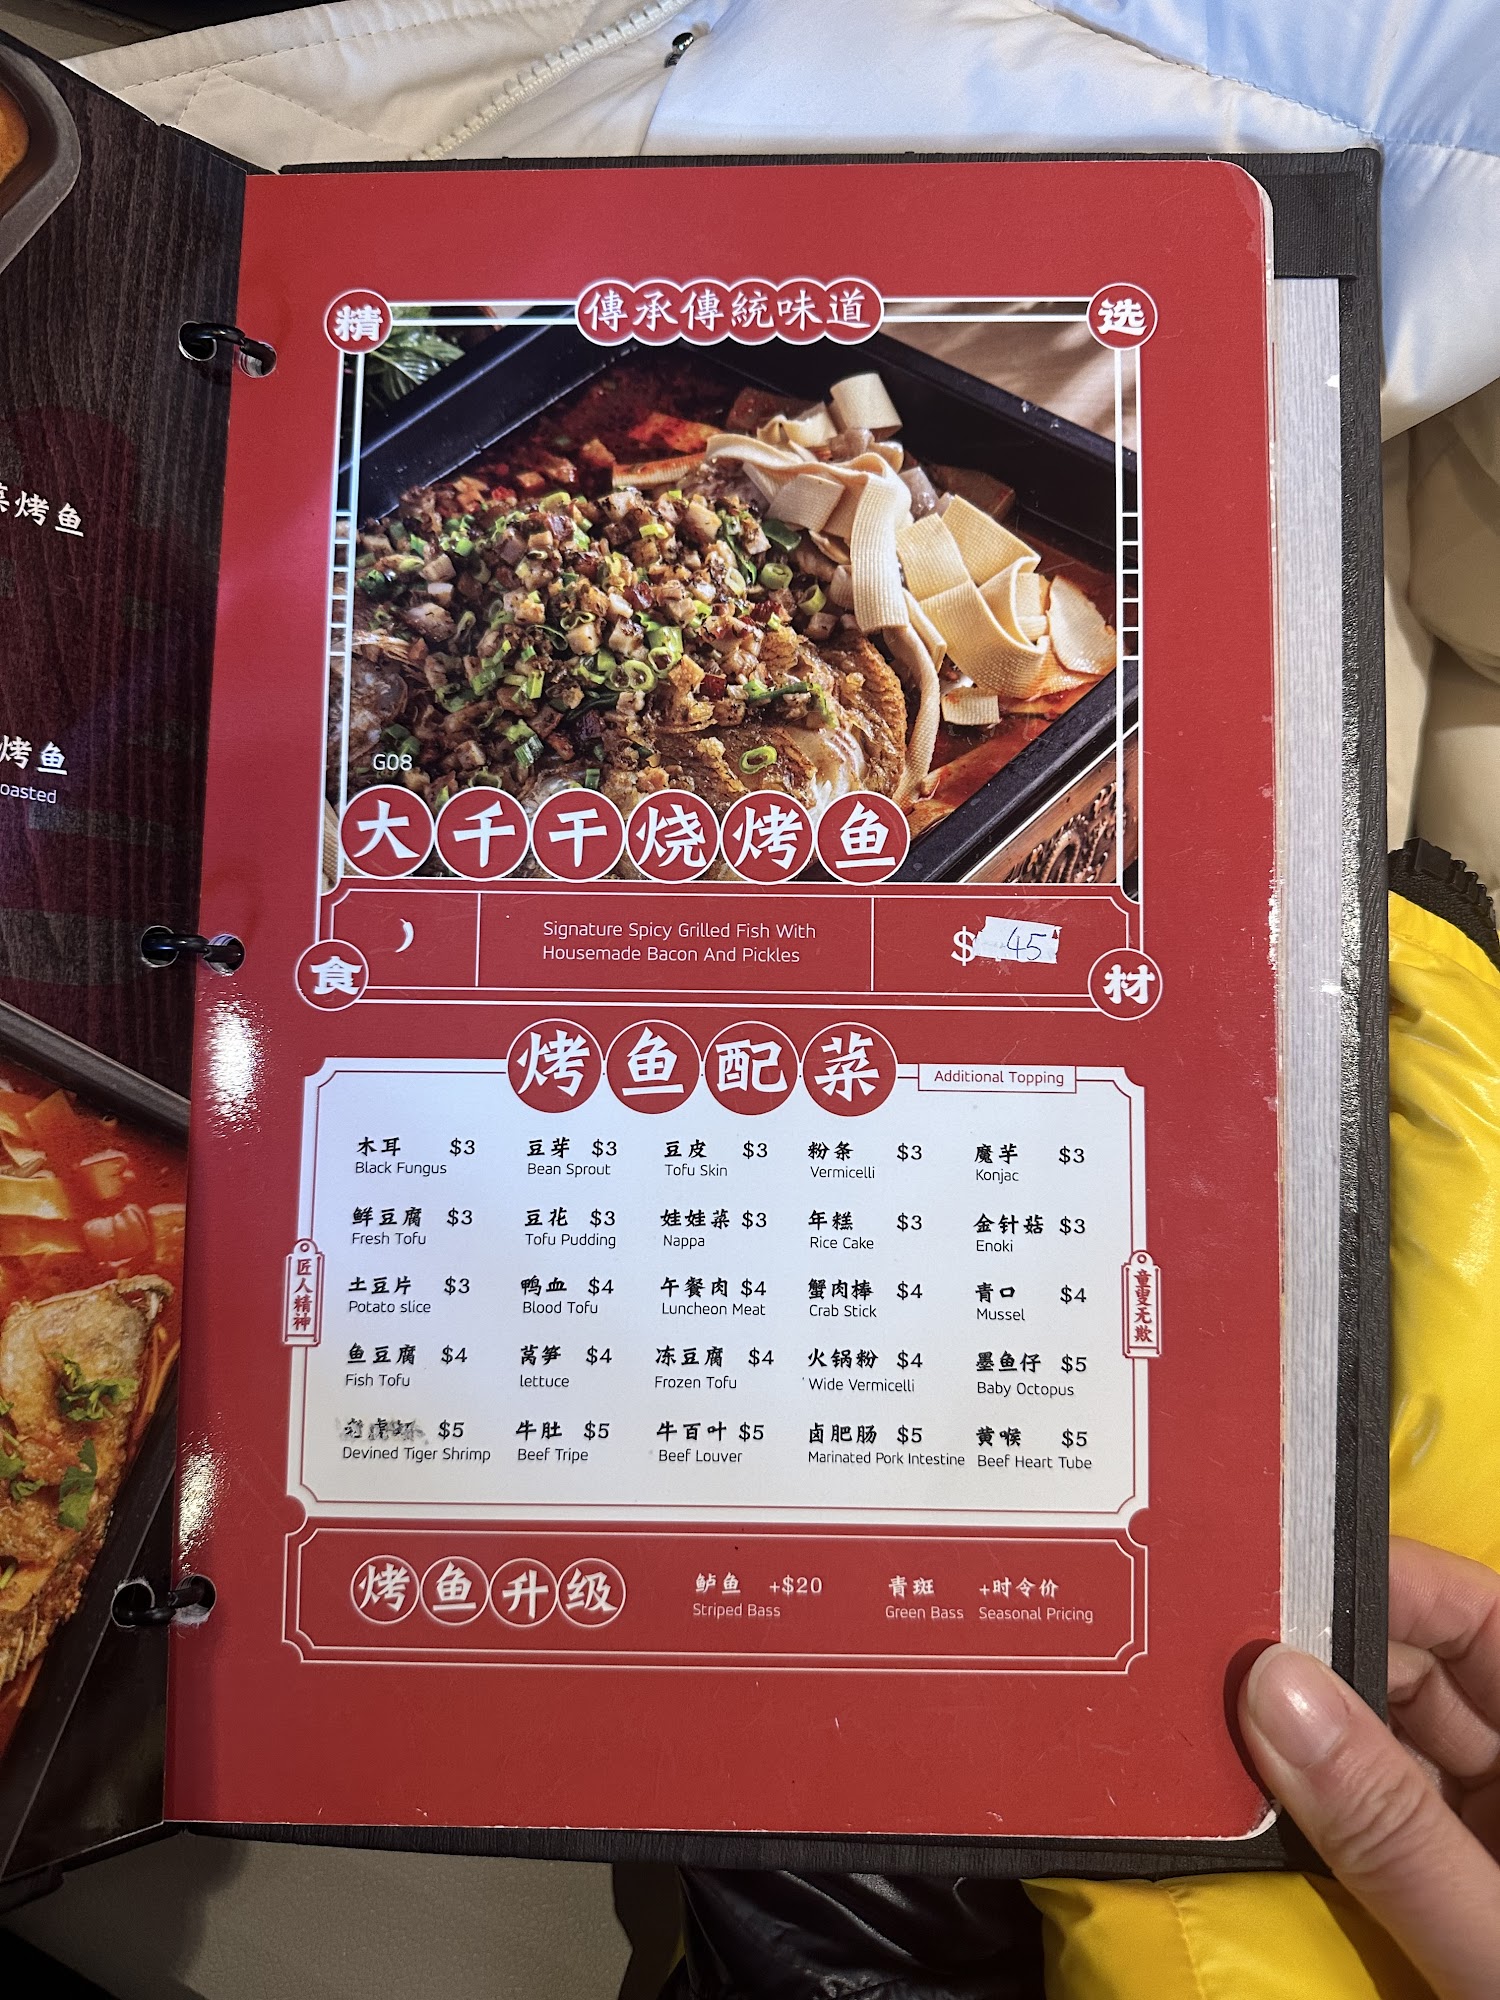 烤鱼
烤鱼
oasted
精
傳承傳統味道
选
G08
大千干烧烤鱼
Signature Spicy Grilled Fish With
Housemade Bacon And Pickles
$45
食
材
烤鱼配菜
Additional Topping
木耳 $3 豆芽 $3 豆皮 $3 粉条 $3 魔芋 $3
Black Fungus Bean Sprout Tofu Skin Vermicelli Konjac
鲜豆腐 $3 豆花 $3 娃娃菜 $3 年糕 $3 金针菇 $3
Fresh Tofu Tofu Pudding Nappa Rice Cake Enoki
土豆片 $3 鸭血 $4 午餐肉 $4 蟹肉棒 $4 青口 $4
Potato slice Blood Tofu Luncheon Meat Crab Stick Mussel
鱼豆腐 $4 莴笋 $4 冻豆腐 $4 火锅粉 $4 墨鱼仔 $5
Fish Tofu lettuce Frozen Tofu Wide Vermicelli Baby Octopus
$5 牛肚 $5 牛百叶 $5 卤肥肠 $5 黄喉 $5
Devined Tiger Shrimp Beef Tripe Beef Louver Marinated Pork Intestine Beef Heart Tube
匠人精神
童叟无欺
烤鱼升级
鲈鱼 +$20 青斑 +时令价
Striped Bass Green Bass Seasonal Pricing